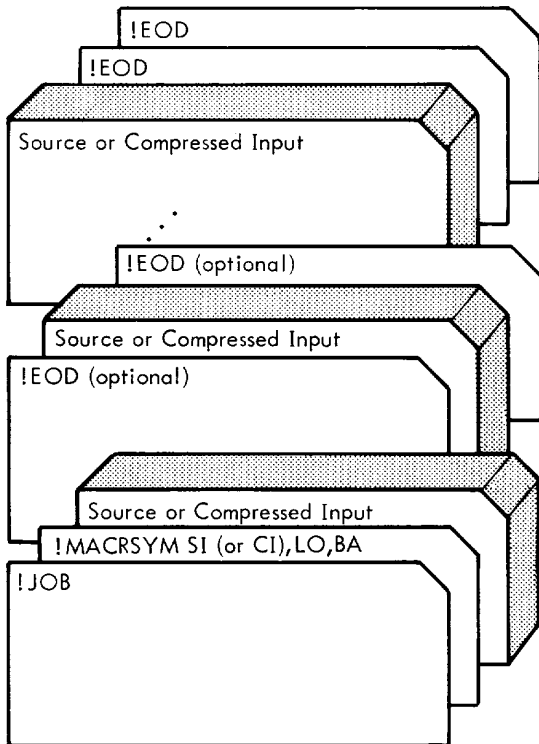 !EOD
!EOD
Source or Compressed Input
. . .
!EOD (optional)
Source or Compressed Input
!EOD (optional)
Source or Compressed Input
!MACRSYM SI (or CI),LO,BA
!JOB